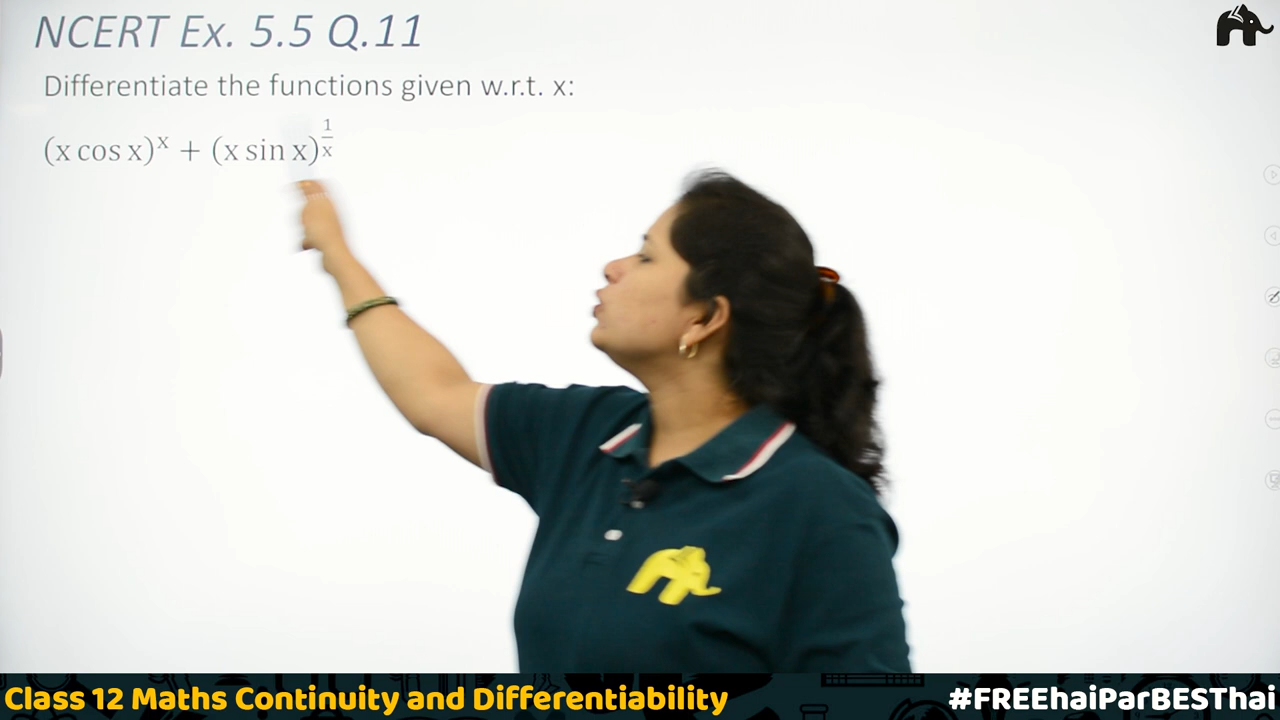 NCERT Ex. 5.5 Q.11
Differentiate the functions given w.r.t. x:
(x cos x)^x + (x sin x)^(1/x)
Class 12 Maths Continuity and Differentiability
#FREEhaiParBESThai